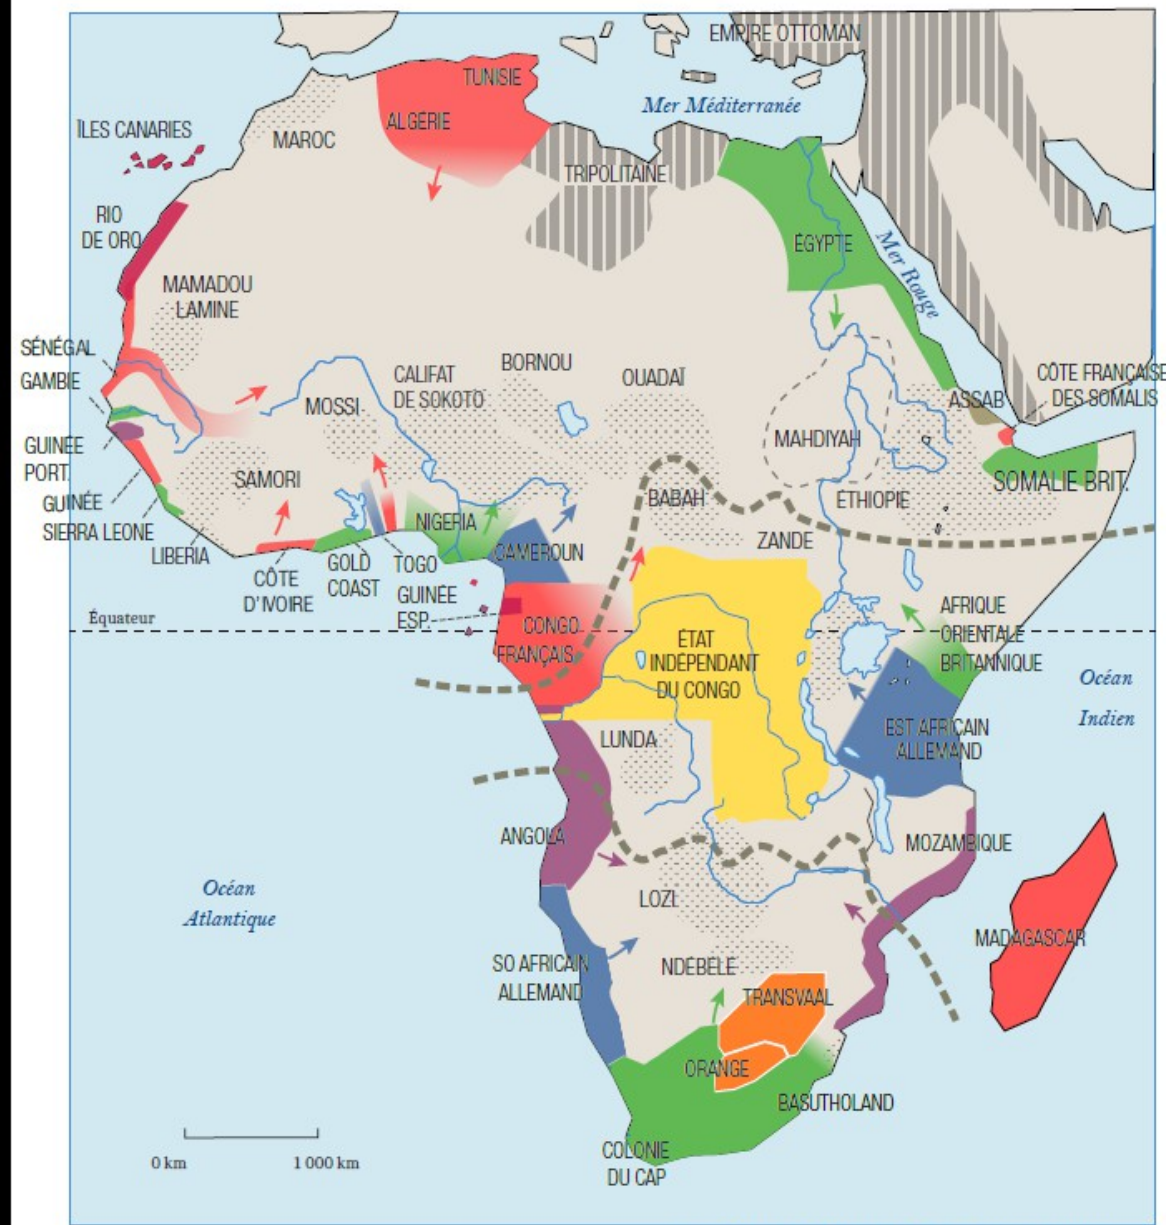 EMPIRE OTTOMAN
TUNISIE
Mer Méditerranée
ALGÉRIE
ÎLES CANARIES
MAROC
TRIPOLITAINE
RIO
DE ORO
ÉGYPTE
Mer Rouge
MAMADOU
LAMINE
SÉNÉGAL
GAMBIE
BORNOU
CALIFAT
DE SOKOTO
OUADAÏ
MOSSI
CÔTE FRANÇAISE
DES SOMALIS
ASSAB
MAHDIYAH
GUINÉE
PORT.
SAMORI
GUINÉE
SIERRA LEONE
LIBERIA
SOMALIE BRIT.
ÉTHIOPIE
BABAH
NIGERIA
ZANDE
CAMEROUN
CÔTE
D'IVOIRE
GOLD
COAST
TOGO
GUINÉE
ESP.
Équateur
CONGO
FRANÇAIS
ÉTAT
INDÉPENDANT
DU CONGO
AFRIQUE
ORIENTALE
BRITANNIQUE
Océan
Indien
LUNDA
EST AFRICAIN
ALLEMAND
ANGOLA
MOZAMBIQUE
Océan
Atlantique
LOZI
MADAGASCAR
SO AFRICAIN
ALLEMAND
NDÉBÉLÉ
TRANSVAAL
ORANGE
BASUTHOLAND
COLONIE
DU CAP
0 km
1 000 km